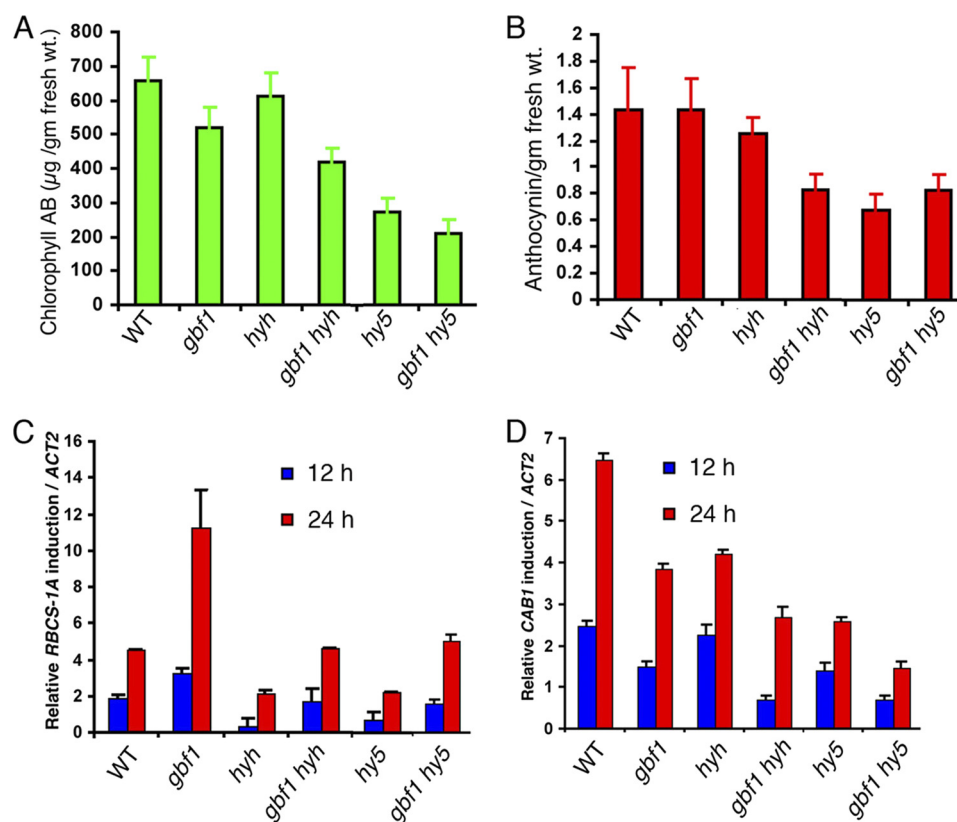 A
Chlorophyll AB (µg /gm fresh wt.)
800
700
600
500
400
300
200
100
0
WT
gbf1
hyh
gbf1 hyh
hy5
gbf1 hy5
B
Anthocynin/gm fresh wt.
2
1.8
1.6
1.4
1.2
1
0.8
0.6
0.4
0.2
0
WT
gbf1
hyh
gbf1 hyh
hy5
gbf1 hy5
C
Relative RBCS-1A induction / ACT2
16
14
12
10
8
6
4
2
0
12 h
24 h
WT
gbf1
hyh
gbf1 hyh
hy5
gbf1 hy5
D
Relative CAB1 induction / ACT2
7
6
5
4
3
2
1
0
12 h
24 h
WT
gbf1
hyh
gbf1 hyh
hy5
gbf1 hy5